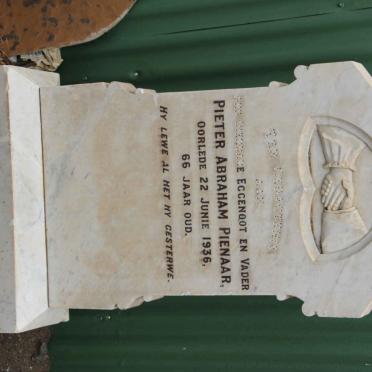 E EGGENOOT EN VADER
PIETER ABRAHAM PIENAAR,
OORLEDE 22 JUNIE 1936,
66 JAAR OUD.
HY LEWE AL HET HY GESTERWE.